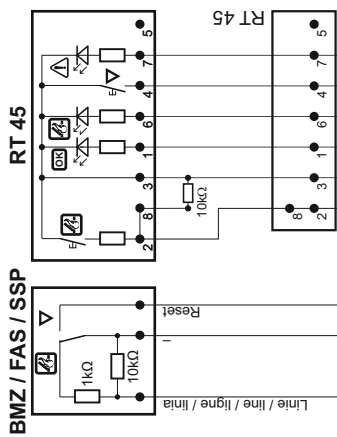 RT 45
5
7
4
6
1
3
8
2
OK
E
E
10kΩ
RT 45
5
7
4
6
1
3
8
2
BMZ / FAS / SSP
1kΩ
10kΩ
Reset
–
Linie / line / ligne / linia